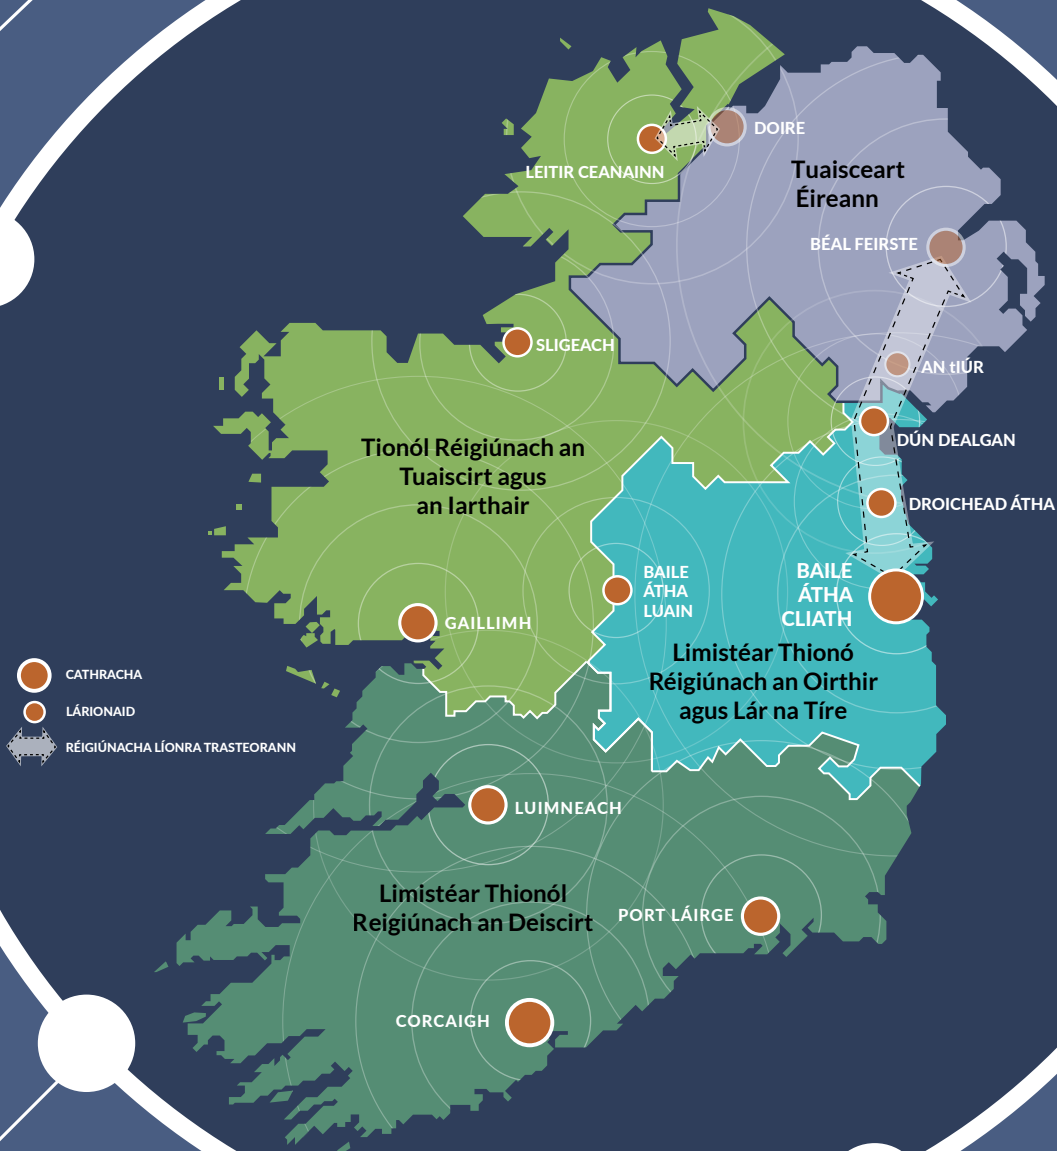 DOIRE
LEITIR CEANAINN
Tuaisceart
Éireann
BÉAL FEIRSTE
SLIGEACH
AN tIÚR
DÚN DEALGAN
Tionól Réigiúnach an
Tuaiscirt agus
an Iarthair
DROICHEAD ÁTHA
BAILE
ÁTHA
LUAIN
BAILE
ÁTHA
CLIATH
GAILLIMH
Limistéar Thionó
Réigiúnach an Oirthir
agus Lár na Tíre
CATHRACHA
LÁRIONAID
RÉIGIÚNACHA LÍONRA TRASTEORANN
LUIMNEACH
Limistéar Thionól
Reigiúnach an Deiscirt
PORT LÁIRGE
CORCAIGH